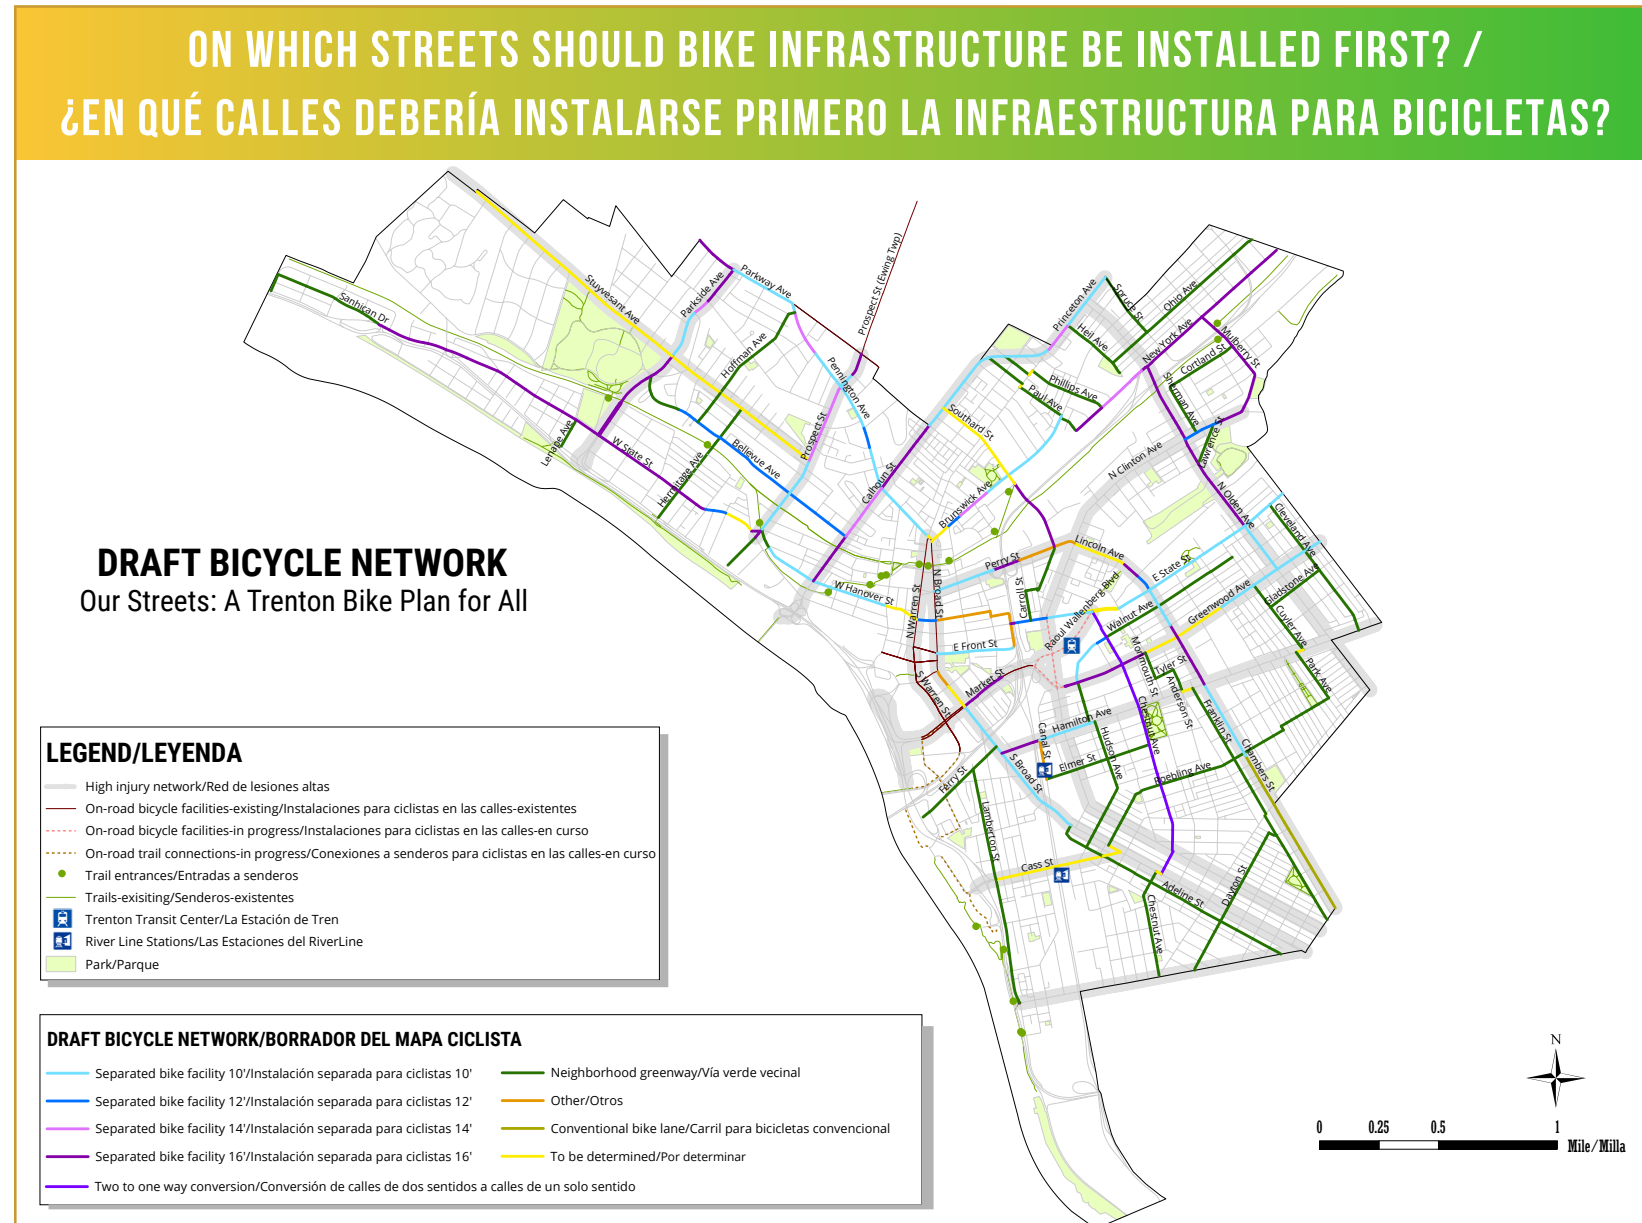 ON WHICH STREETS SHOULD BIKE INFRASTRUCTURE BE INSTALLED FIRST? /
¿EN QUÉ CALLES DEBERÍA INSTALARSE PRIMERO LA INFRAESTRUCTURA PARA BICICLETAS?
Prospect St (Ewing Twp)
Parkway Ave
Parkside Ave
Stuyvesant Ave
Sanhican Dr
Princeton Ave
Spruce St
Ohio Ave
Heil Ave
New York Ave
Mulberry St
Cortland St
Hoffman Ave
Pennington Ave
Phillips Ave
Paul Ave
Sherman Ave
Southard St
Prospect St
Lenape Ave
W State St
Bellevue Ave
Hermitage Ave
Calhoun St
Brunswick Ave
N Clinton Ave
Lawrence St
N Olden Ave
Cleveland Ave
DRAFT BICYCLE NETWORK
Our Streets: A Trenton Bike Plan for All
Perry St
Lincoln Ave
E State St
W Hanover St
N Warren St
N Broad St
Carroll St
Raoul Wallenberg Blvd
Walnut Ave
Greenwood Ave
Gladstone Ave
Cuyler Ave
E Front St
Monmouth St
Tyler St
Anderson St
Park Ave
S Warren St
Market St
Chestnut Ave
Franklin St
Hamilton Ave
Canal St
Hudson Ave
Chambers St
S Broad St
Elmer St
Roebling Ave
Ferry St
Lamberton St
Cass St
Adeline St
Dayton St
Chestnut Ave
LEGEND/LEYENDA
High injury network/Red de lesiones altas
On-road bicycle facilities-existing/Instalaciones para ciclistas en las calles-existentes
On-road bicycle facilities-in progress/Instalaciones para ciclistas en las calles-en curso
On-road trail connections-in progress/Conexiones a senderos para ciclistas en las calles-en curso
Trail entrances/Entradas a senderos
Trails-exisiting/Senderos-existentes
Trenton Transit Center/La Estación de Tren
River Line Stations/Las Estaciones del RiverLine
Park/Parque
DRAFT BICYCLE NETWORK/BORRADOR DEL MAPA CICLISTA
Separated bike facility 10'/Instalación separada para ciclistas 10'
Separated bike facility 12'/Instalación separada para ciclistas 12'
Separated bike facility 14'/Instalación separada para ciclistas 14'
Separated bike facility 16'/Instalación separada para ciclistas 16'
Two to one way conversion/Conversión de calles de dos sentidos a calles de un solo sentido
Neighborhood greenway/Vía verde vecinal
Other/Otros
Conventional bike lane/Carril para bicicletas convencional
To be determined/Por determinar
N
0 0.25 0.5 1
Mile/Milla